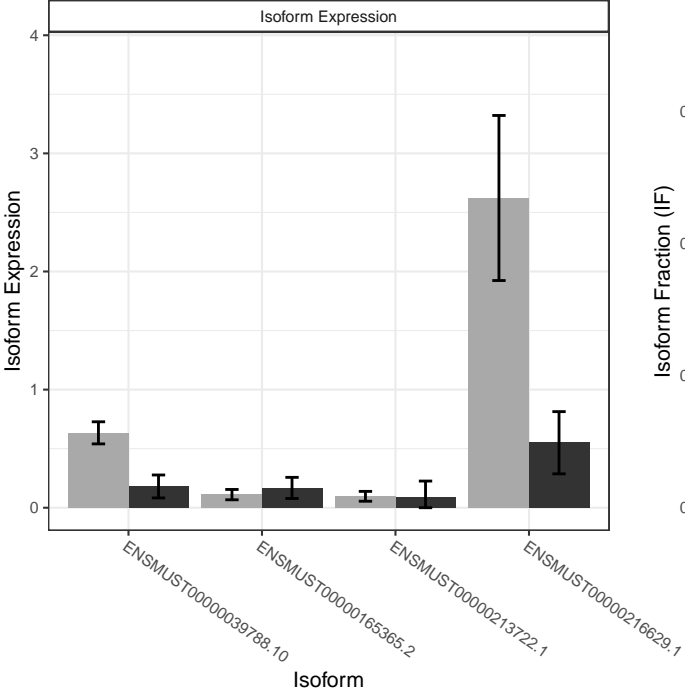 Isoform Expression
4
3
2
1
0
Isoform Expression
ENSMUST00000039788.10
ENSMUST00000165365.2
ENSMUST00000213722.1
ENSMUST00000216629.1
Isoform
Isoform Fraction (IF)